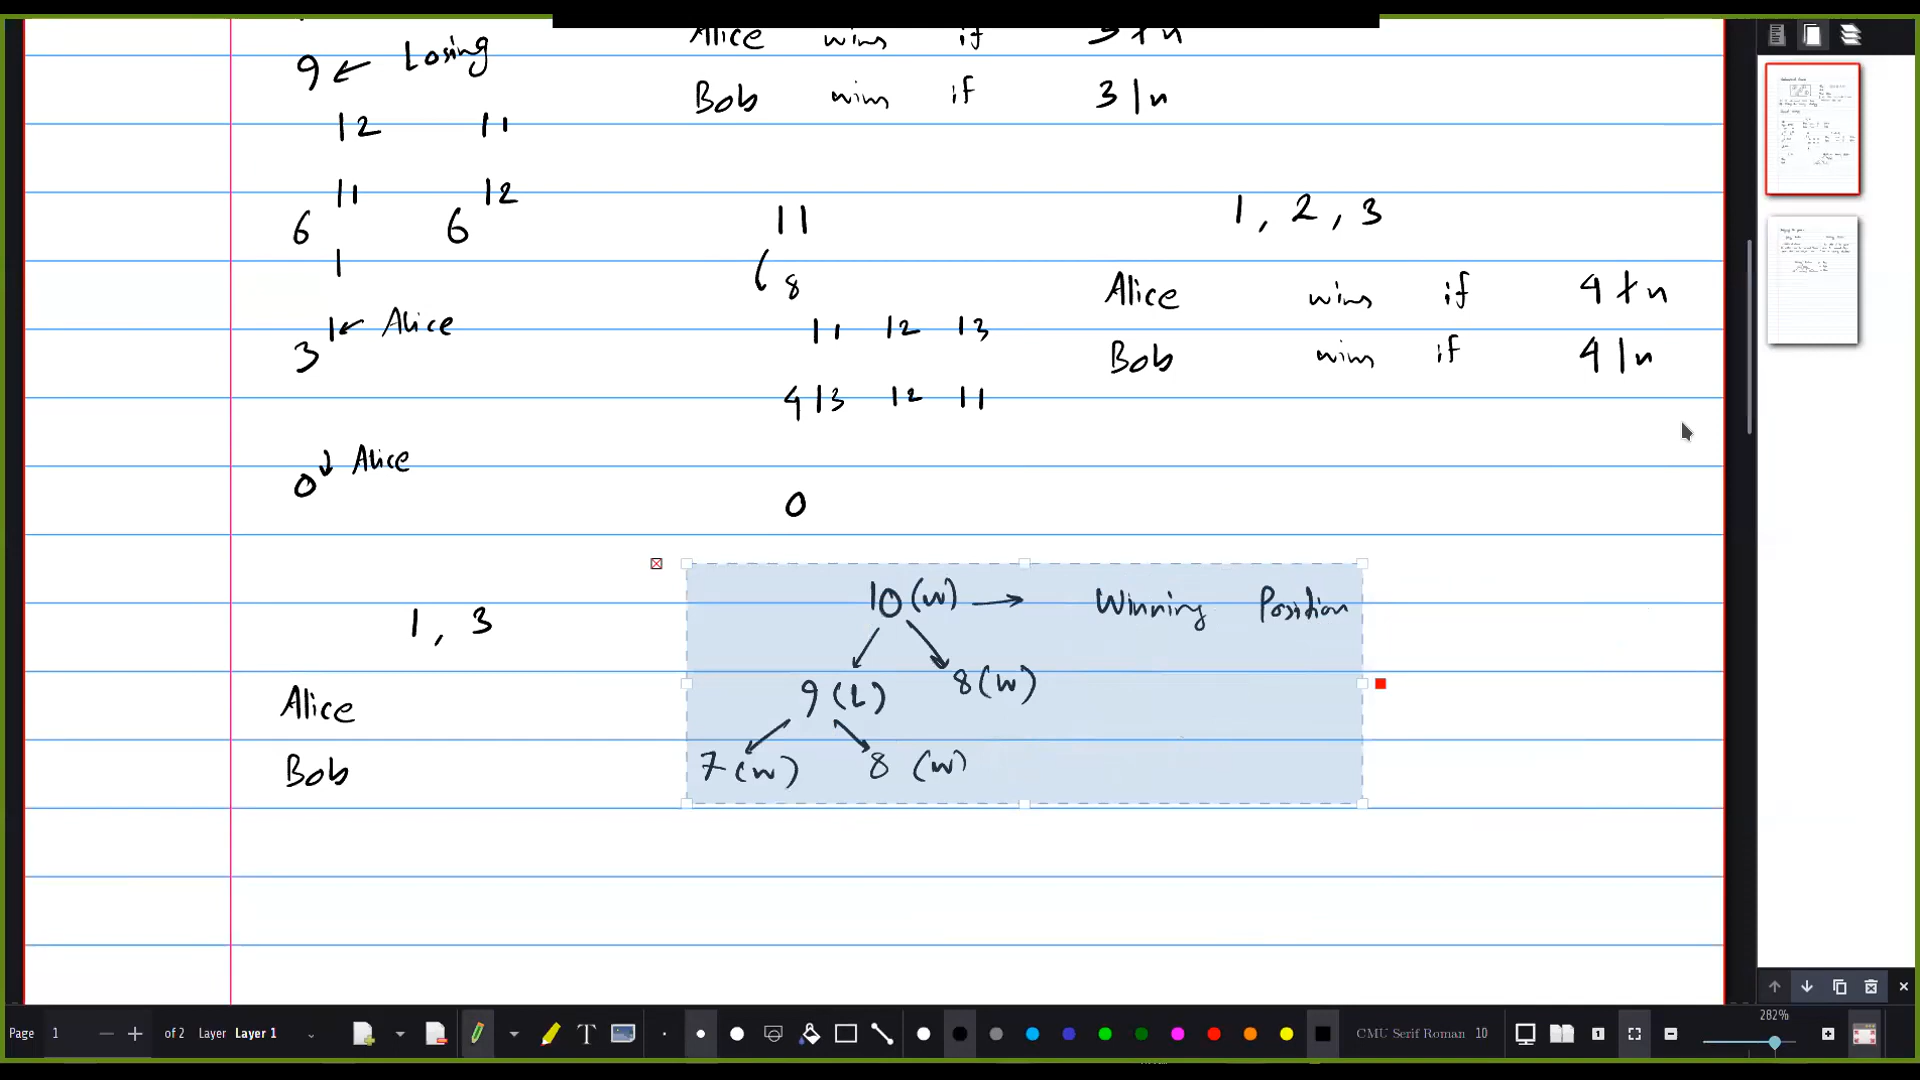 9 ← Losing
Alice wins if 3 ∤ n
Bob wins if 3 | n
12 11
11 12
6 6
1
3 1 ← Alice
0 ↓ Alice
11
8
11 12 13
4 13 12 11
0
1, 2, 3
Alice wins if 4 ∤ n
Bob wins if 4 | n
1, 3
Alice
Bob
10 (W) → Winning Position
9 (L) 8 (W)
7 (W) 8 (W)
Page 1 of 2 Layer Layer 1
CMU Serif Roman 10
282%